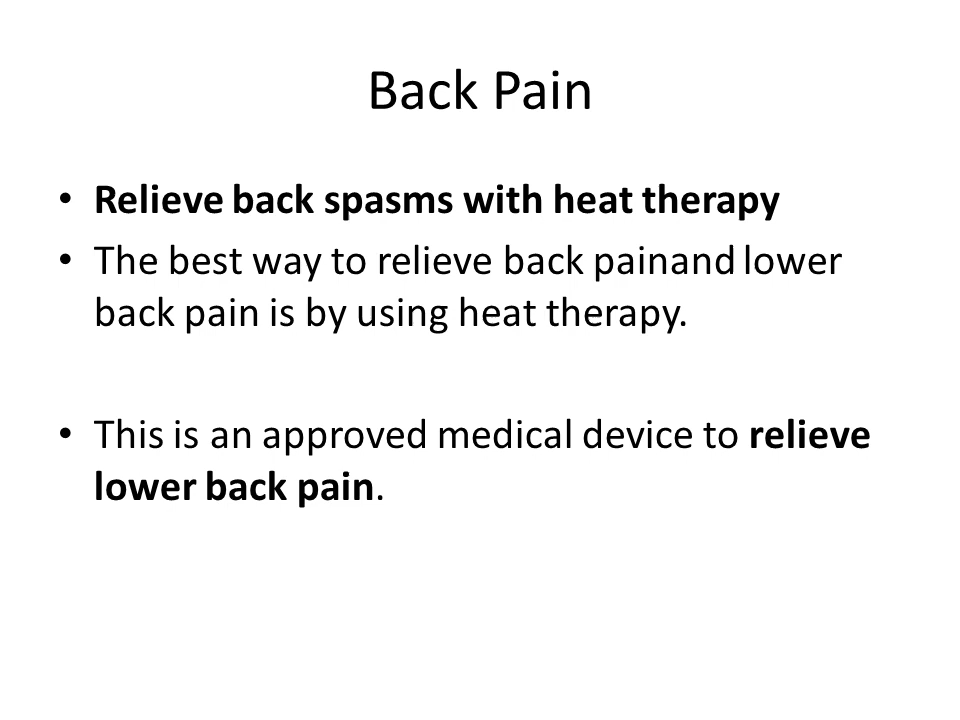 Back Pain
• Relieve back spasms with heat therapy
• The best way to relieve back painand lower
back pain is by using heat therapy.
• This is an approved medical device to relieve
lower back pain.